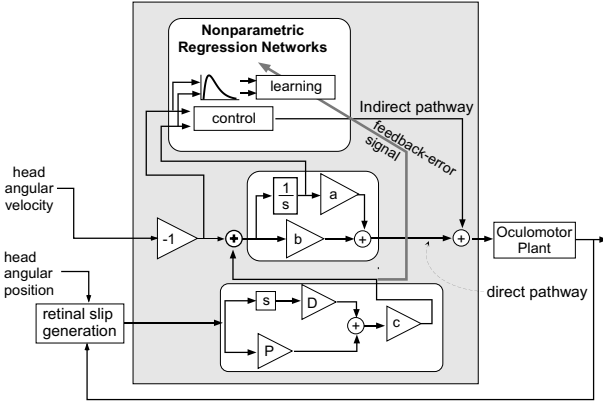 Nonparametric
Regression Networks
learning
control
Indirect pathway
feedback-error
signal
head
angular
velocity
1
s
a
-1
+
b
+
+
Oculomotor
Plant
head
angular
position
direct pathway
retinal slip
generation
s
D
+
c
P